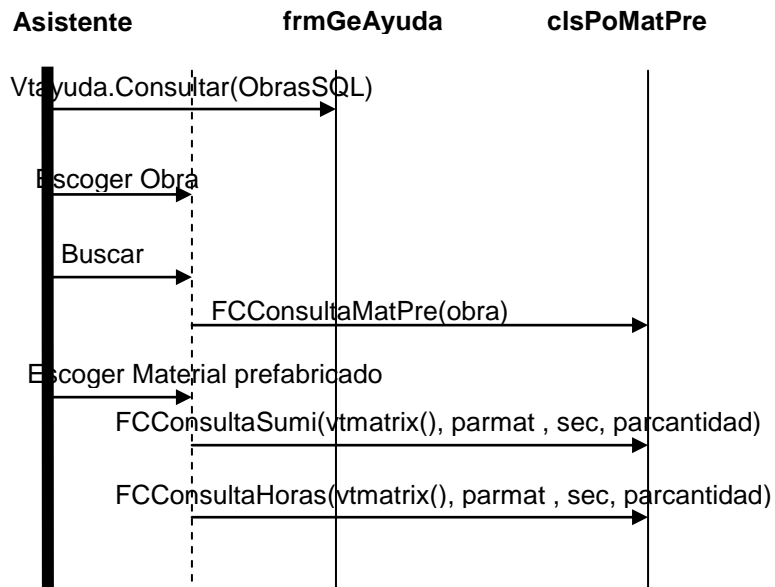 Asistente frmGeAyuda clsPoMatPre
Vtayuda.Consultar(ObrasSQL)
Escoger Obra
Buscar
FCConsultaMatPre(obra)
Escoger Material prefabricado
FCConsultaSumi(vtmatrix(), parmat , sec, parcantidad)
FCConsultaHoras(vtmatrix(), parmat , sec, parcantidad)